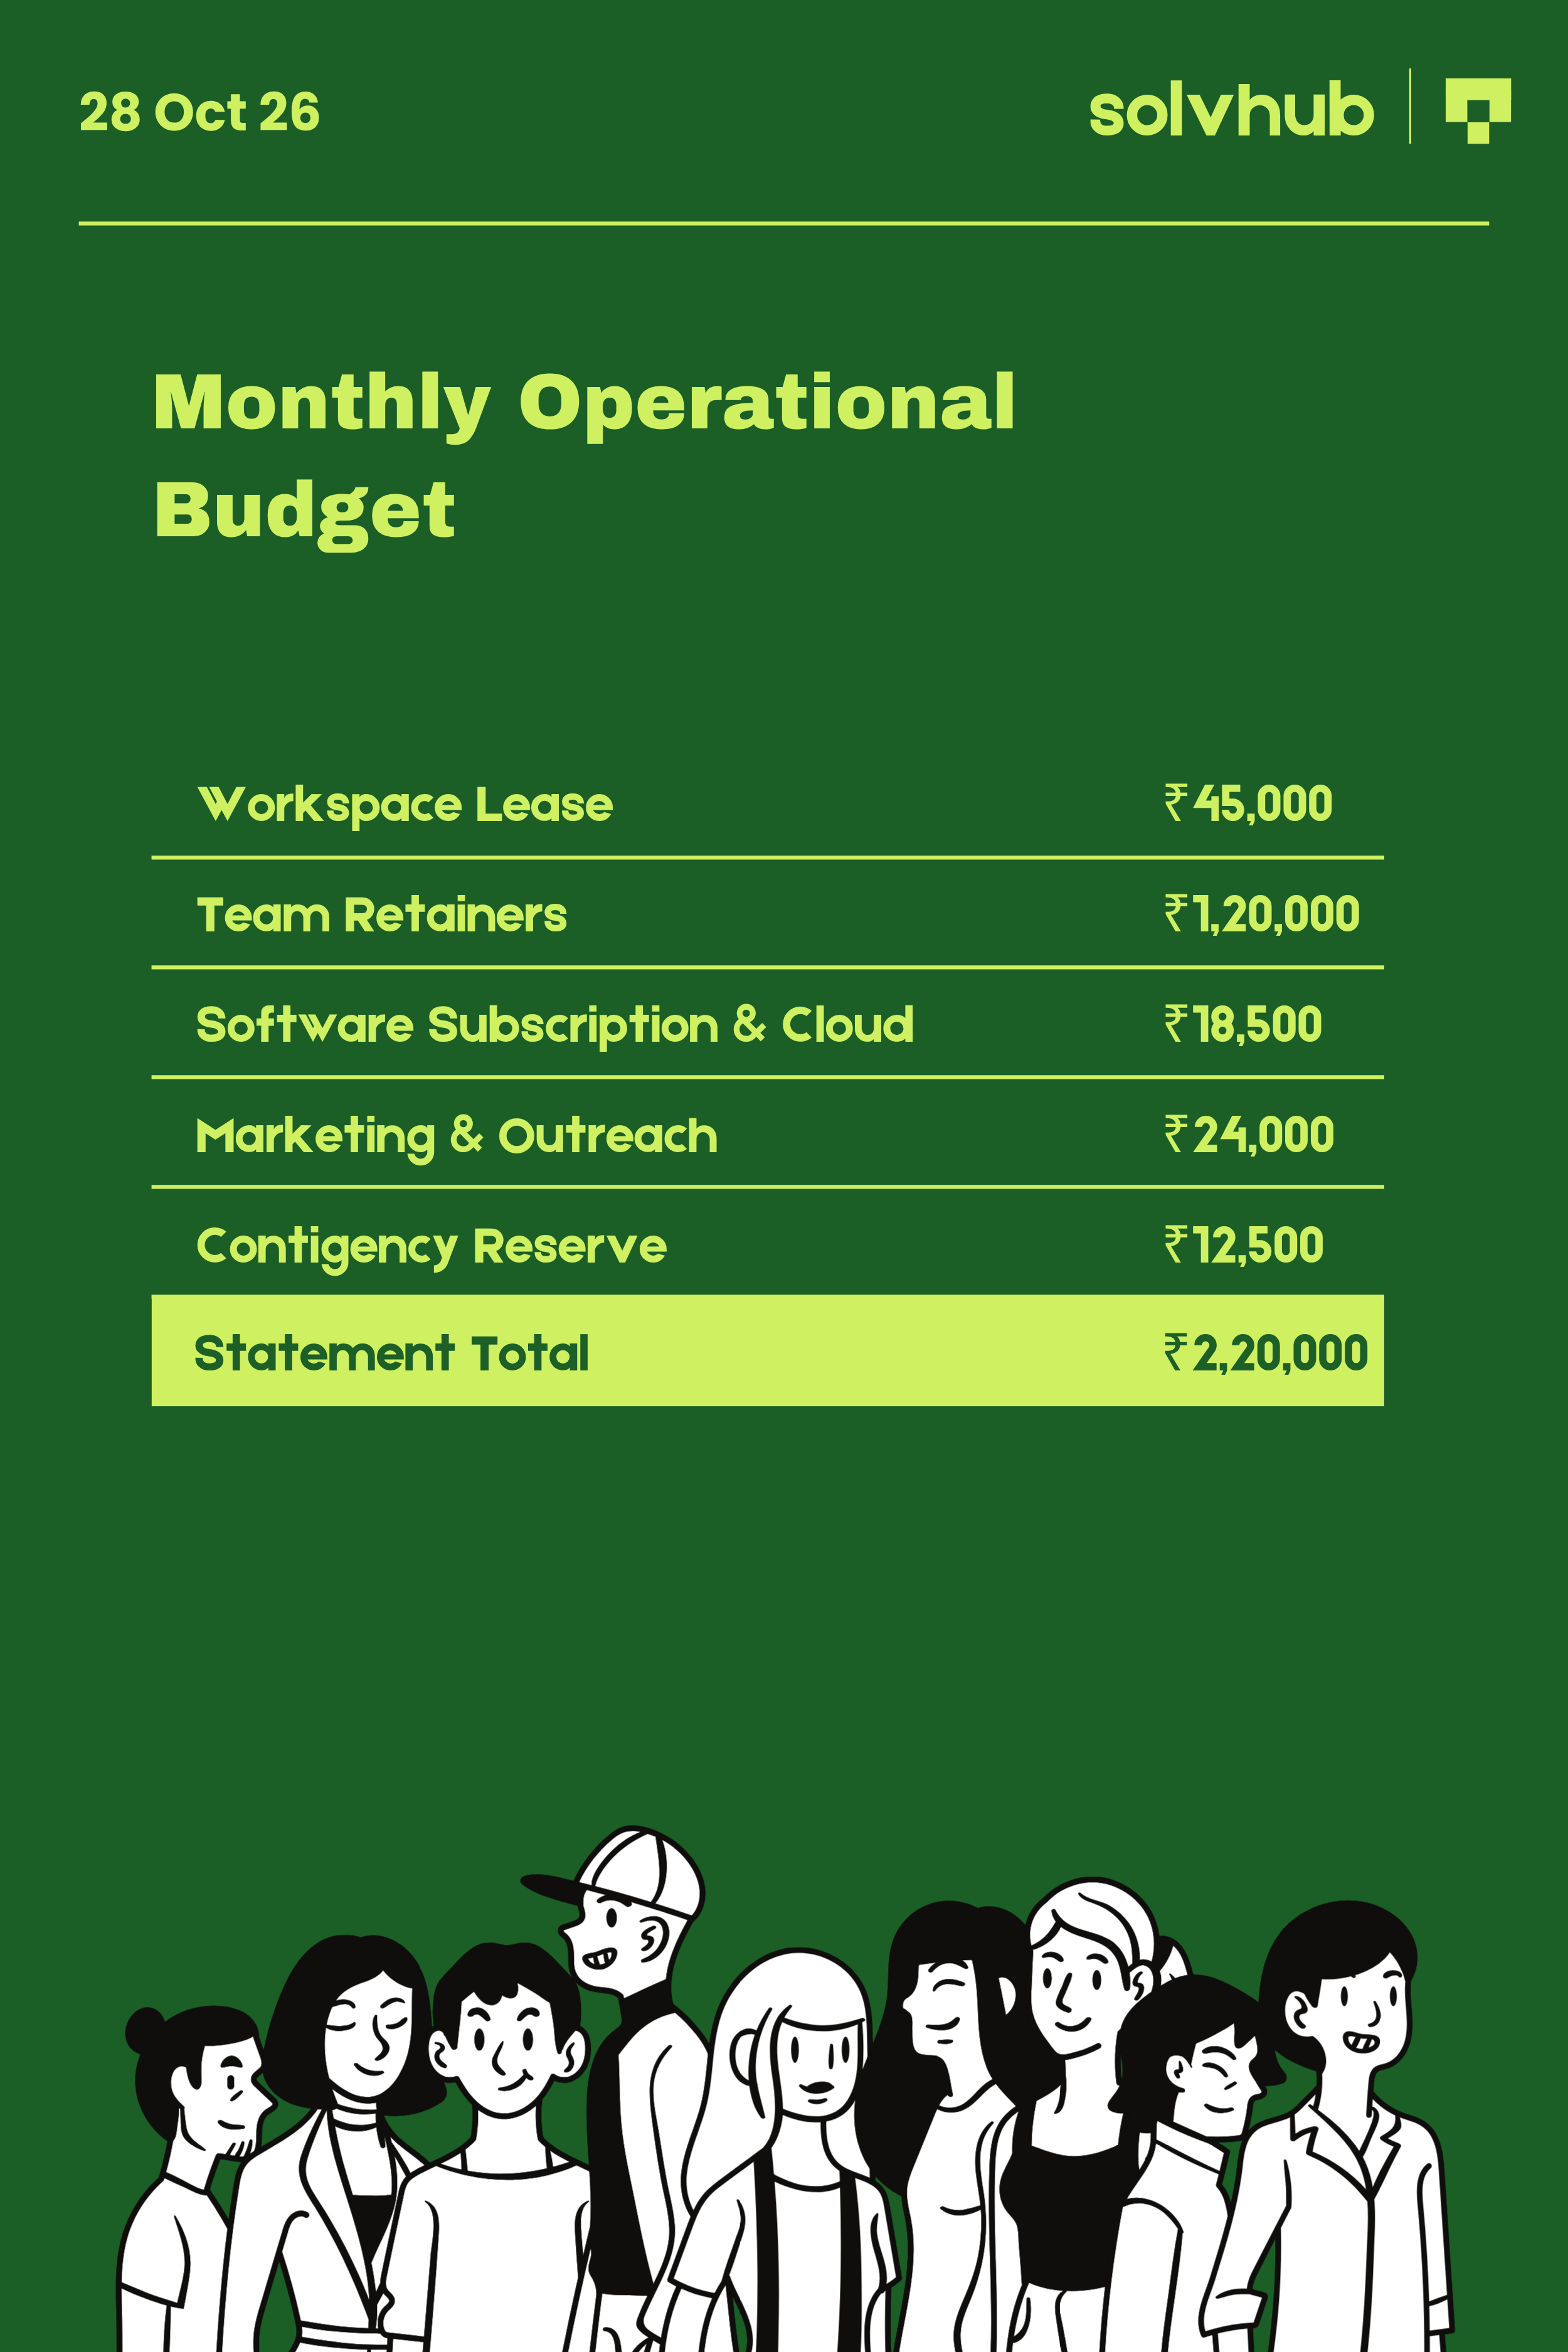 28 Oct 26 solvhub
Monthly Operational
Budget
Workspace Lease ₹45,000
Team Retainers ₹1,20,000
Software Subscription & Cloud ₹18,500
Marketing & Outreach ₹24,000
Contigency Reserve ₹12,500
Statement Total ₹2,20,000